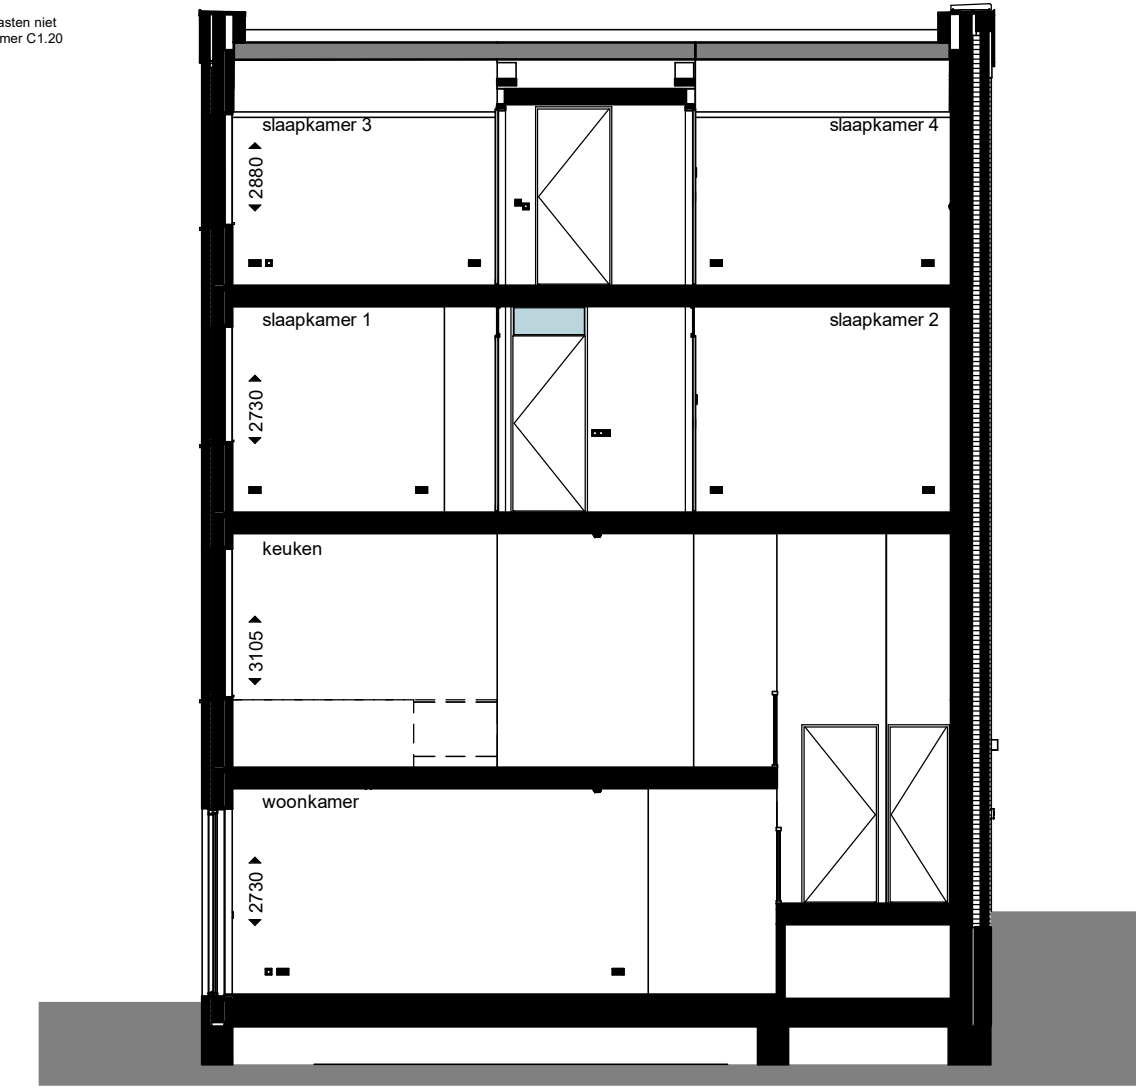 asten niet
mer C1.20
slaapkamer 3
slaapkamer 4
2880
slaapkamer 1
slaapkamer 2
2730
keuken
3105
woonkamer
2730